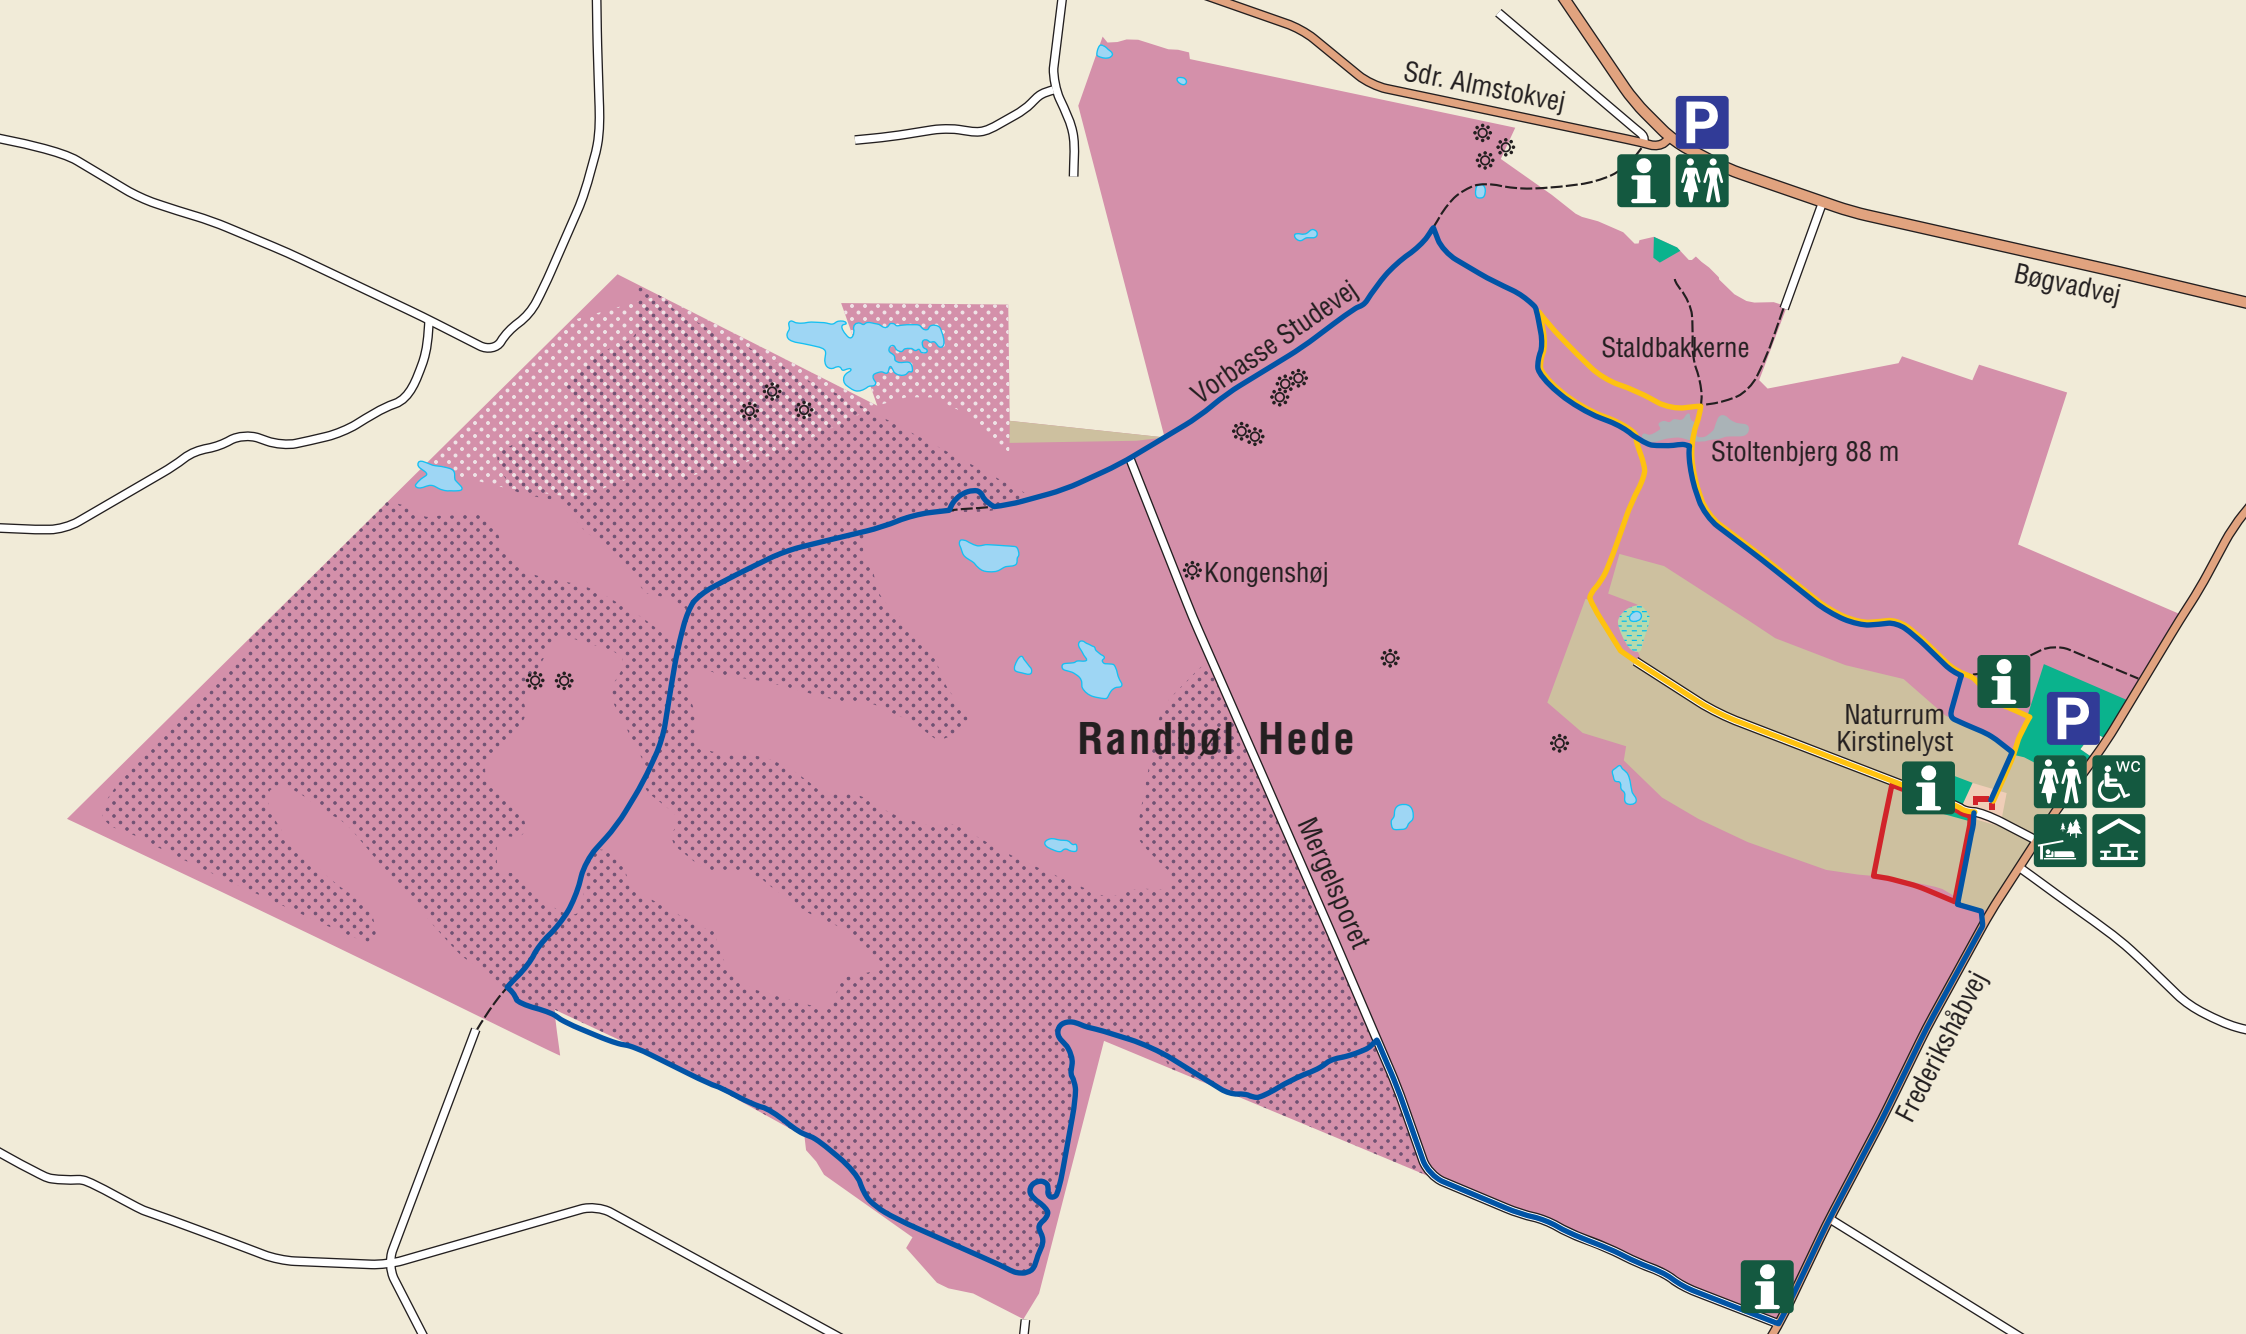 P
Sdr. Almstokvej
i
Bøgvadvej
Vorbasse Studevej
Staldbakkerne
Stoltenbjerg 88 m
Kongenshøj
i
Naturrum
Kirstinelyst
P
Randbøl Hede
i
WC
Mergelsporet
Frederikshåbvej
i